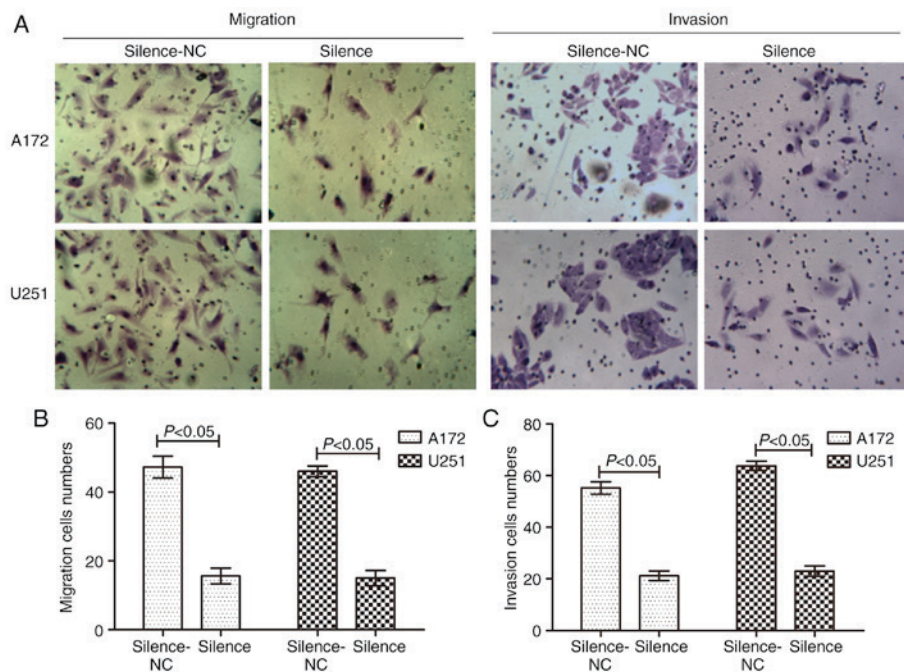 A
Migration
Invasion
Silence-NC
Silence
Silence-NC
Silence
A172
U251
B
60
40
20
0
Migration cells numbers
P<0.05
P<0.05
A172
U251
Silence-
NC
Silence
Silence-
NC
Silence
C
80
60
40
20
0
Invasion cells numbers
P<0.05
P<0.05
A172
U251
Silence-
NC
Silence
Silence-
NC
Silence